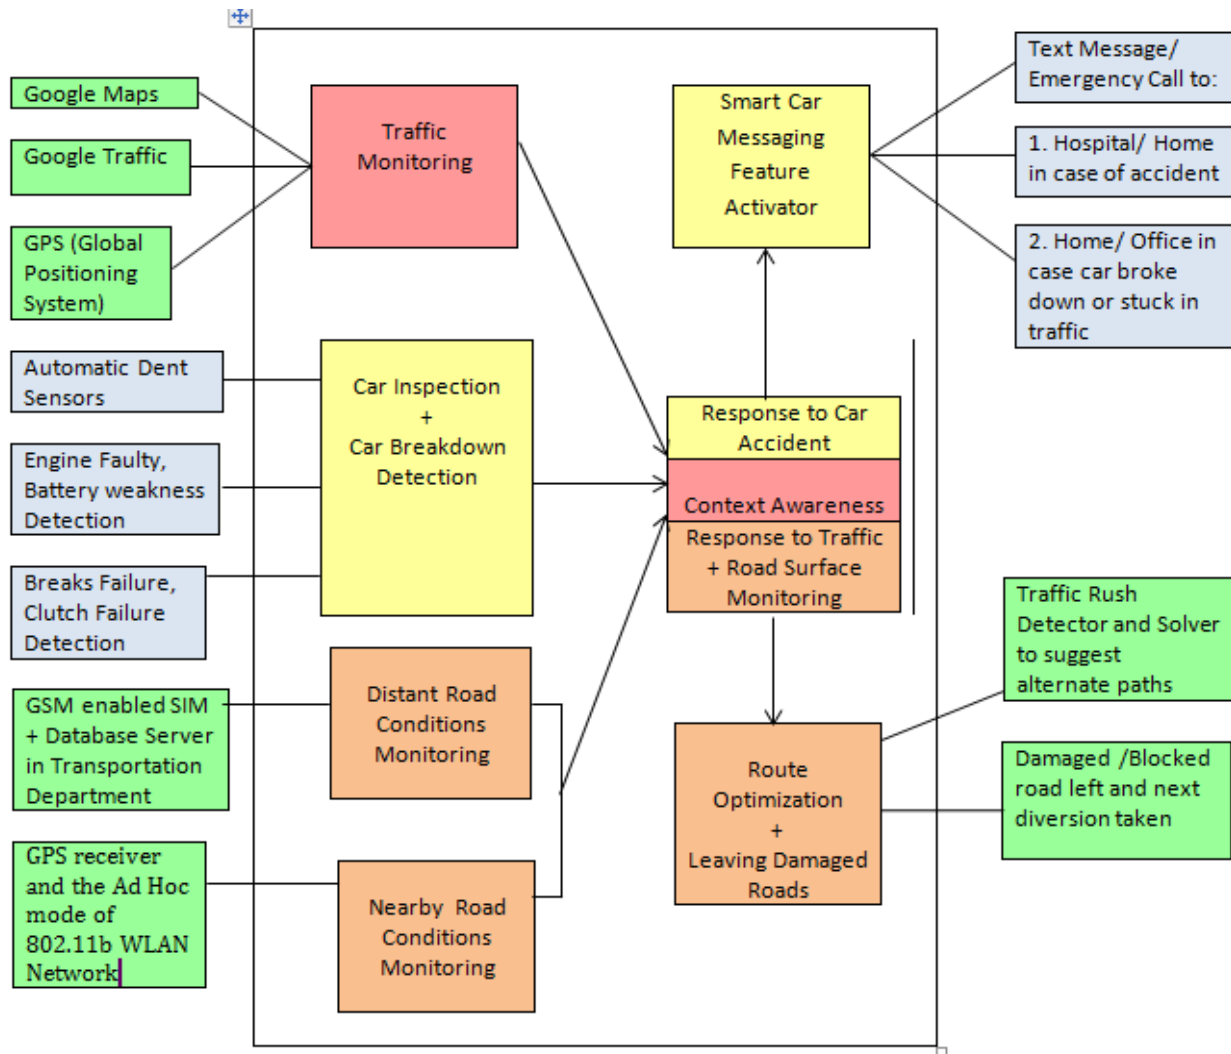 Google Maps
Google Traffic
GPS (Global
Positioning
System)
Automatic Dent
Sensors
Engine Faulty,
Battery weakness
Detection
Breaks Failure,
Clutch Failure
Detection
GSM enabled SIM
+ Database Server
in Transportation
Department
GPS receiver
and the Ad Hoc
mode of
802.11b WLAN
Network
Traffic
Monitoring
Car Inspection
+
Car Breakdown
Detection
Distant Road
Conditions
Monitoring
Nearby Road
Conditions
Monitoring
Smart Car
Messaging
Feature
Activator
Response to Car
Accident
Context Awareness
Response to Traffic
+ Road Surface
Monitoring
Route
Optimization
+
Leaving Damaged
Roads
Text Message/
Emergency Call to:
1. Hospital/ Home
in case of accident
2. Home/ Office in
case car broke
down or stuck in
traffic
Traffic Rush
Detector and Solver
to suggest
alternate paths
Damaged /Blocked
road left and next
diversion taken